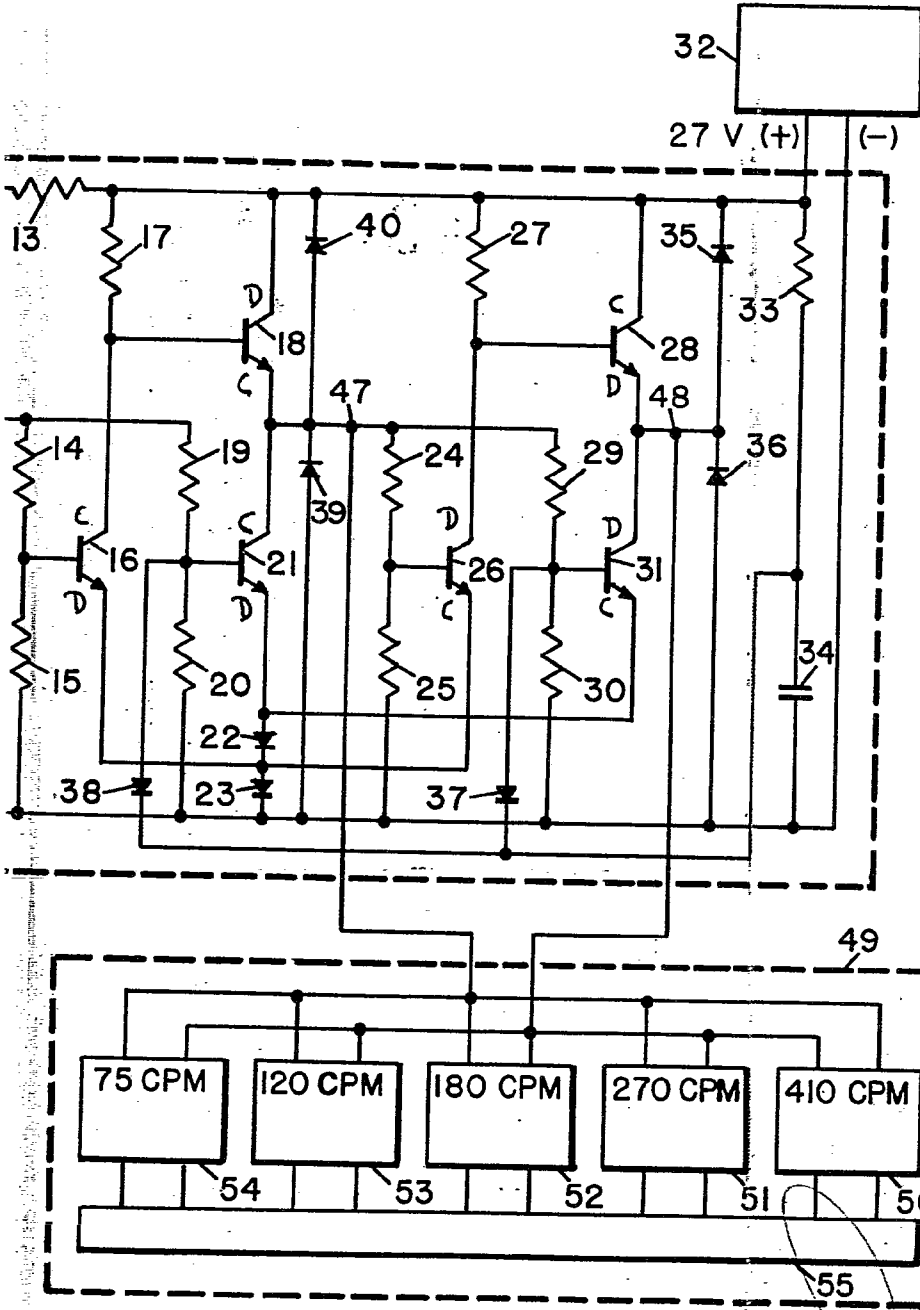 32
27 V (+) (-)
13 17 40 27 35 33
D C
18 28
C D
47 48
14 19 24 29 36
39
C C D D
16 21 26 31
D D C C
15 20 25 30 34
22
38 23 37
49
75 CPM 120 CPM 180 CPM 270 CPM 410 CPM
54 53 52 51
55